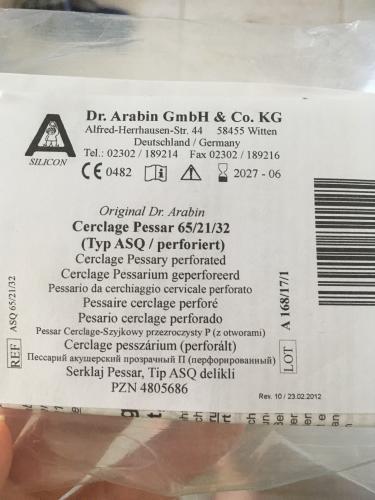 A
SILICON
Dr. Arabin GmbH & Co. KG
Alfred-Herrhausen-Str. 44 58455 Witten
Deutschland / Germany
Tel.: 02302 / 189214 Fax 02302 / 189216
CE 0482 2027 - 06
Original Dr. Arabin
Cerclage Pessar 65/21/32
(Typ ASQ / perforiert)
Cerclage Pessary perforated
Cerclage Pessarium geperforeerd
Pessario da cerchiaggio cervicale perforato
Pessaire cerclage perforé
Pesario cerclage perforado
Pessar Cerclage-Szyjkowy przezroczysty P (z otworami)
Cerclage pesszárium (perforált)
Пессарий акушерский прозрачный П (перфорированный)
Serklaj Pessar, Tip ASQ delikli
PZN 4805686
REF ASQ 65/21/32
LOT A 168/17/1
Rev. 10 / 23.02.2012